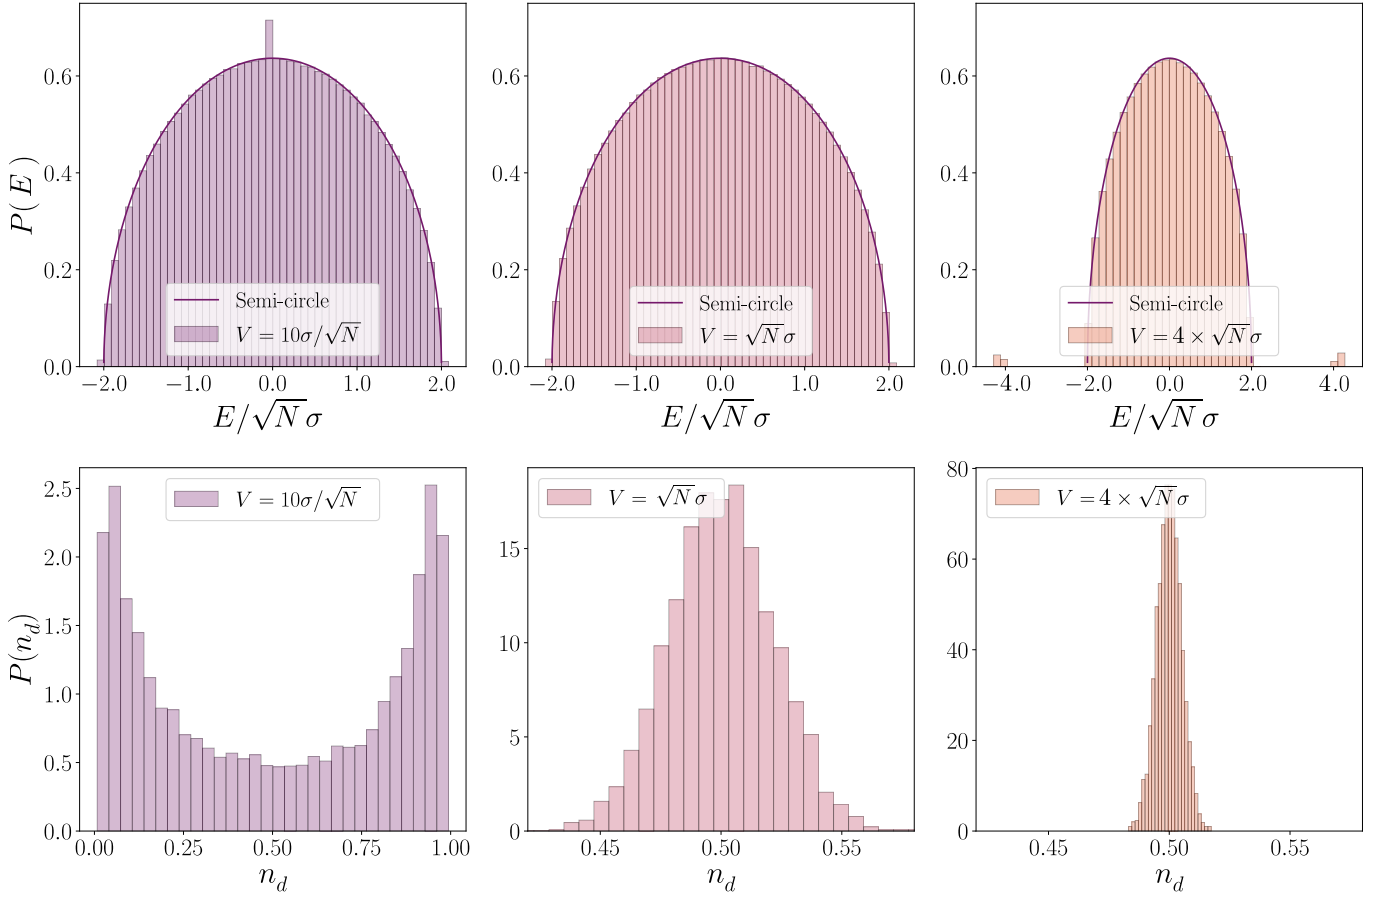 P(E)
0.6
0.4
0.2
0.0
−2.0 −1.0 0.0 1.0 2.0
E/√N σ
Semi-circle
V = 10σ/√N
0.6
0.4
0.2
0.0
−2.0 −1.0 0.0 1.0 2.0
E/√N σ
Semi-circle
V = √N σ
0.6
0.4
0.2
0.0
−4.0 −2.0 0.0 2.0 4.0
E/√N σ
Semi-circle
V = 4 × √N σ
P(n_d)
2.5
2.0
1.5
1.0
0.5
0.0
0.00 0.25 0.50 0.75 1.00
n_d
V = 10σ/√N
15
10
5
0
0.45 0.50 0.55
n_d
V = √N σ
80
60
40
20
0
0.45 0.50 0.55
n_d
V = 4 × √N σ